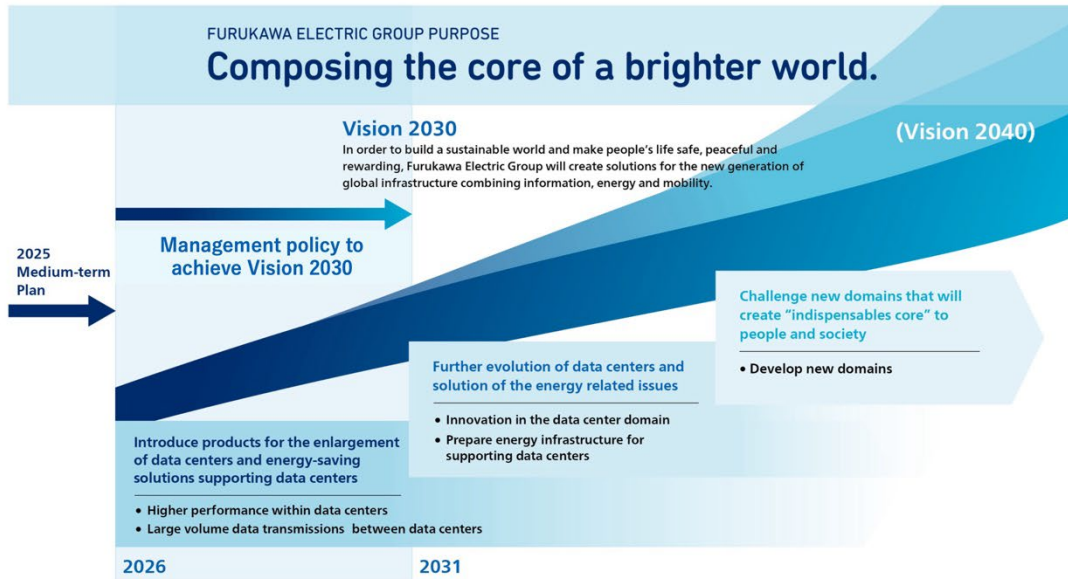 FURUKAWA ELECTRIC GROUP PURPOSE
Composing the core of a brighter world.
Vision 2030
In order to build a sustainable world and make people's life safe, peaceful and
rewarding, Furukawa Electric Group will create solutions for the new generation of
global infrastructure combining information, energy and mobility.
(Vision 2040)
Management policy to
achieve Vision 2030
2025
Medium-term
Plan
Challenge new domains that will
create "indispensables core" to
people and society
• Develop new domains
Further evolution of data centers and
solution of the energy related issues
• Innovation in the data center domain
• Prepare energy infrastructure for
supporting data centers
Introduce products for the enlargement
of data centers and energy-saving
solutions supporting data centers
• Higher performance within data centers
• Large volume data transmissions between data centers
2026
2031